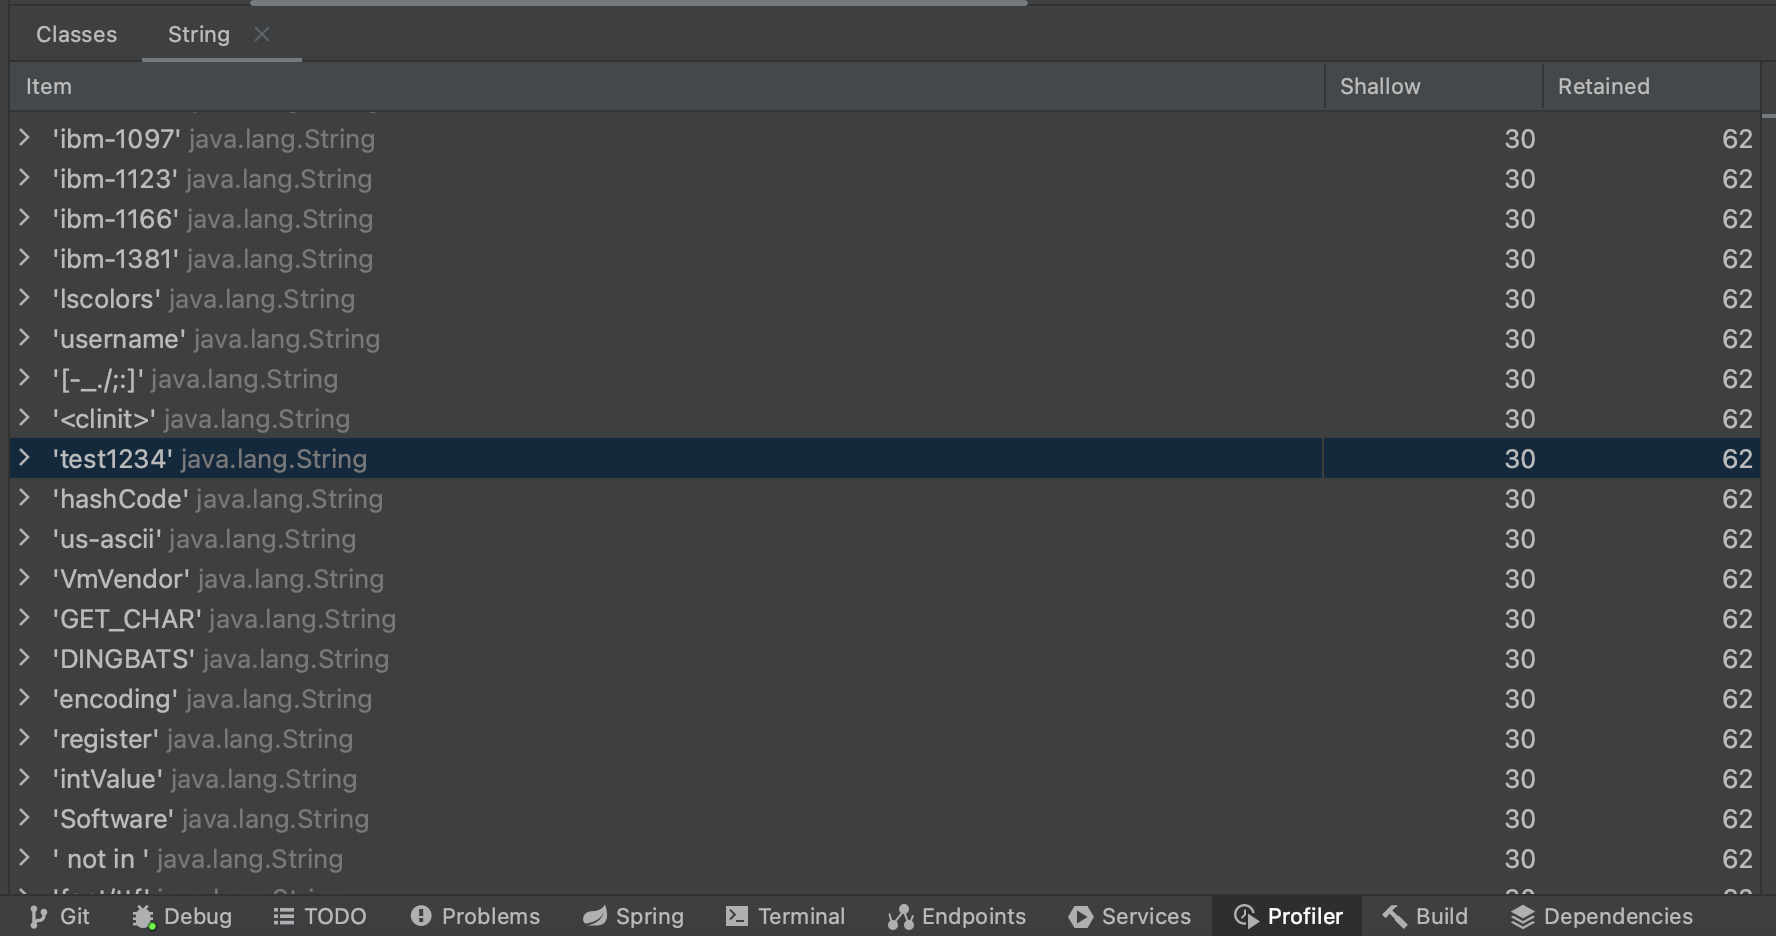 Classes String
Item Shallow Retained
'ibm-1097' java.lang.String 30 62
'ibm-1123' java.lang.String 30 62
'ibm-1166' java.lang.String 30 62
'ibm-1381' java.lang.String 30 62
'lscolors' java.lang.String 30 62
'username' java.lang.String 30 62
'[-_./;:]' java.lang.String 30 62
'<clinit>' java.lang.String 30 62
'test1234' java.lang.String 30 62
'hashCode' java.lang.String 30 62
'us-ascii' java.lang.String 30 62
'VmVendor' java.lang.String 30 62
'GET_CHAR' java.lang.String 30 62
'DINGBATS' java.lang.String 30 62
'encoding' java.lang.String 30 62
'register' java.lang.String 30 62
'intValue' java.lang.String 30 62
'Software' java.lang.String 30 62
' not in ' java.lang.String 30 62
Git Debug TODO Problems Spring Terminal Endpoints Services Profiler Build Dependencies